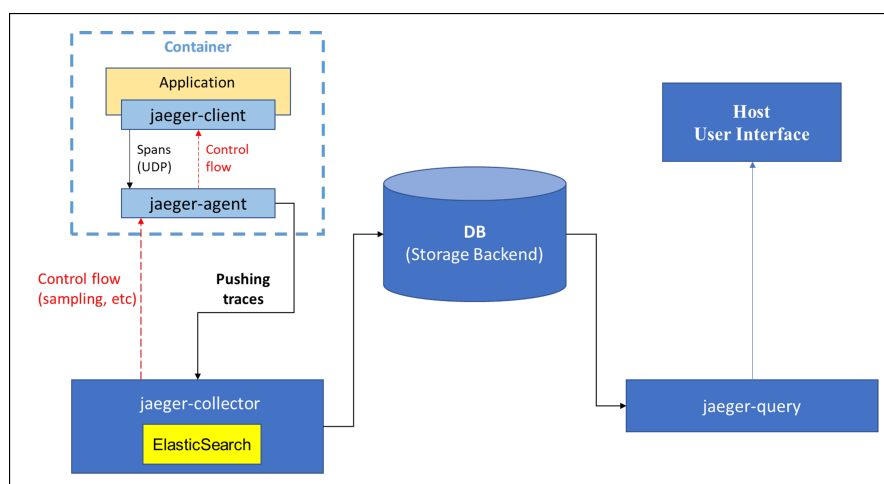 Container
Application
jaeger-client
Spans
(UDP)
Control
flow
jaeger-agent
Control flow
(sampling, etc)
Pushing
traces
jaeger-collector
ElasticSearch
DB
(Storage Backend)
Host
User Interface
jaeger-query